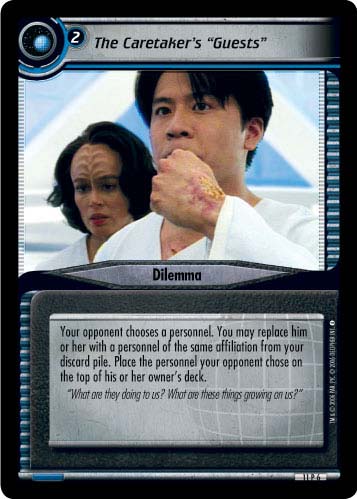 2
The Caretaker's “Guests”
Dilemma
Your opponent chooses a personnel. You may replace him
or her with a personnel of the same affiliation from your
discard pile. Place the personnel your opponent chose on
the top of his or her owner's deck.
“What are they doing to us? What are these things growing on us?”
11 P 6